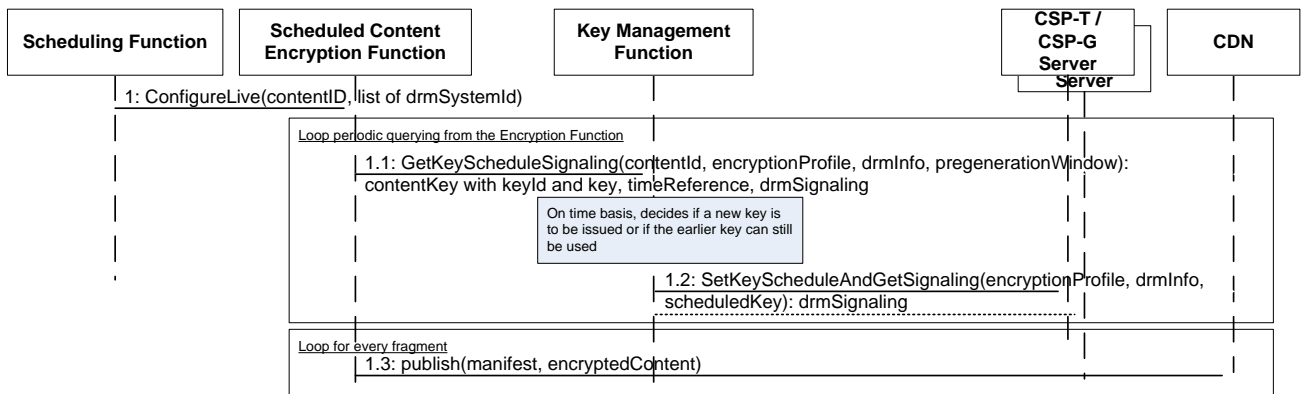 Scheduling Function
Scheduled Content
Encryption Function
Key Management
Function
CSP-T /
CSP-G
Server
Server
CDN
1: ConfigureLive(contentID, list of drmSystemId)
Loop periodic querying from the Encryption Function
1.1: GetKeyScheduleSignaling(contentId, encryptionProfile, drmInfo, pregenerationWindow):
contentKey with keyId and key, timeReference, drmSignaling
On time basis, decides if a new key is
to be issued or if the earlier key can still
be used
1.2: SetKeyScheduleAndGetSignaling(encryptionProfile, drmInfo,
scheduledKey): drmSignaling
Loop for every fragment
1.3: publish(manifest, encryptedContent)